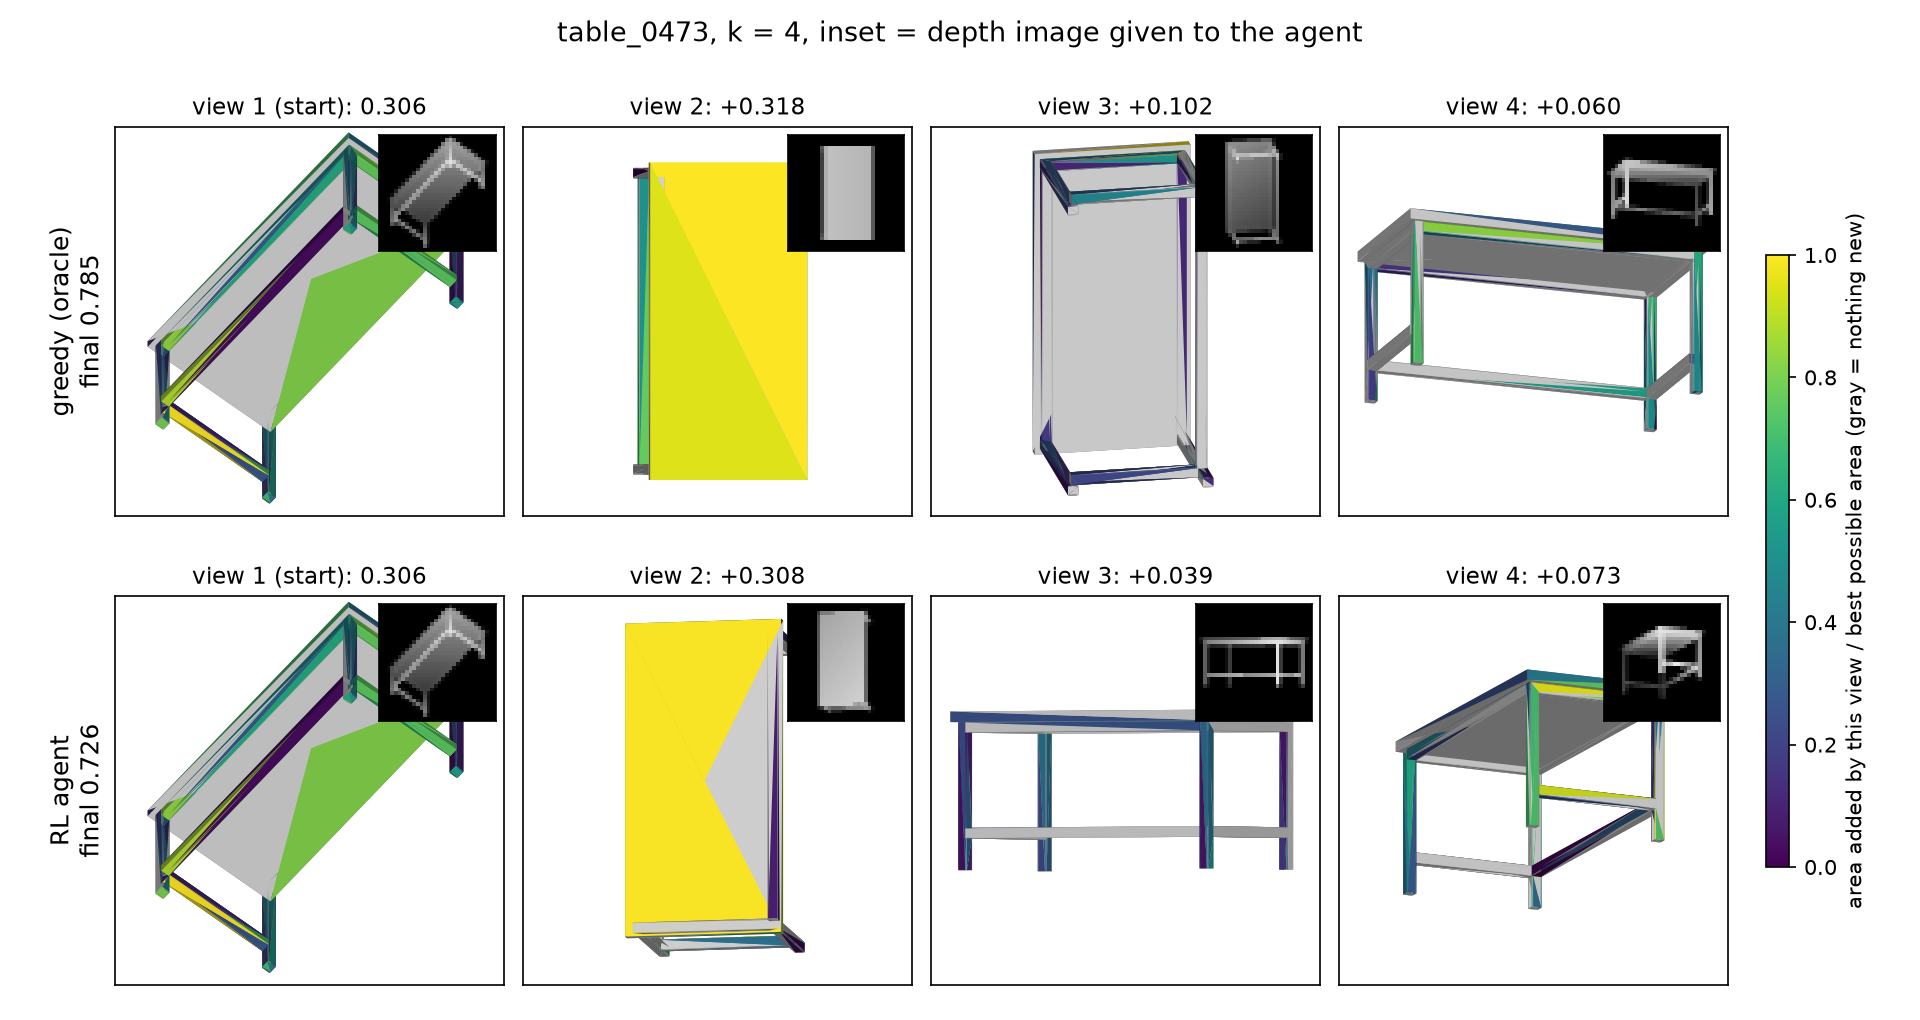 table_0473, k = 4, inset = depth image given to the agent
view 1 (start): 0.306
view 2: +0.318
view 3: +0.102
view 4: +0.060
greedy (oracle)
final 0.785
view 1 (start): 0.306
view 2: +0.308
view 3: +0.039
view 4: +0.073
RL agent
final 0.726
1.0
0.8
0.6
0.4
0.2
0.0
area added by this view / best possible area (gray = nothing new)